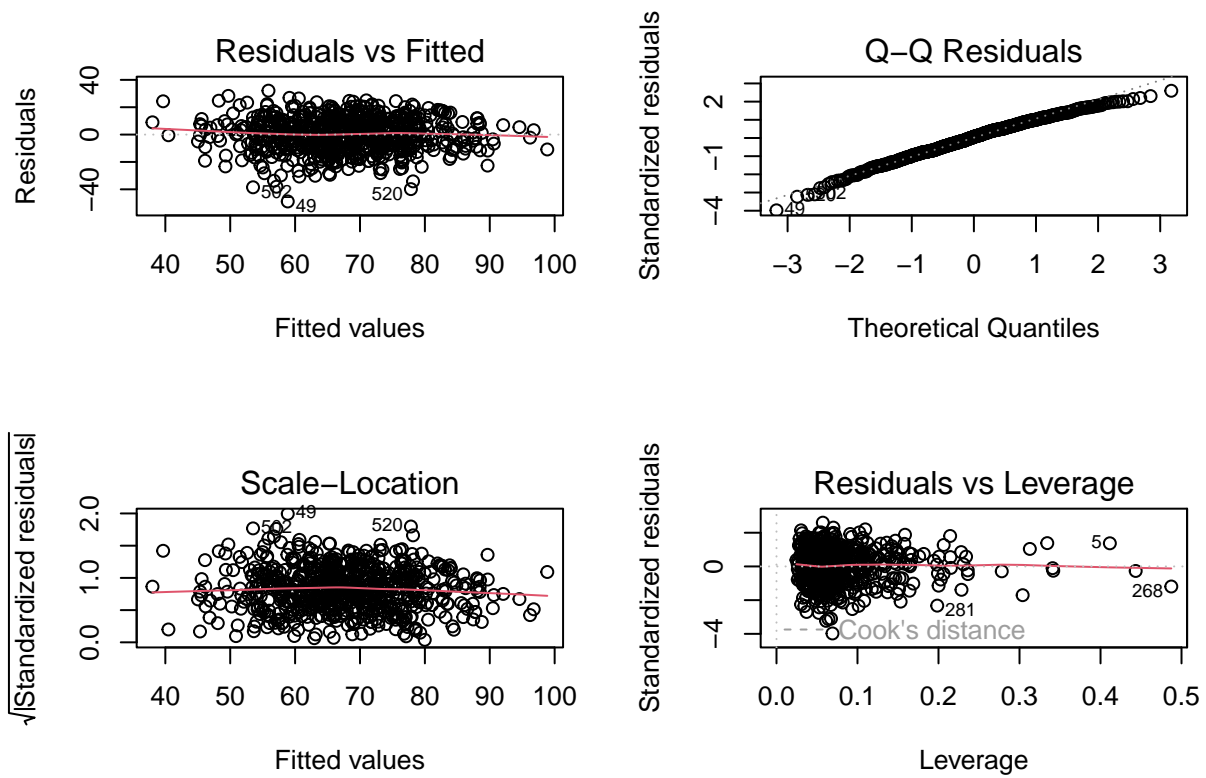 Residuals vs Fitted
Residuals
40
0
−40
502
49
520
40 50 60 70 80 90 100
Fitted values
Q−Q Residuals
Standardized residuals
2
−1
−4
49
−3 −2 −1 0 1 2 3
Theoretical Quantiles
Scale−Location
√|Standardized residuals|
2.0
1.0
0.0
502
49
520
40 50 60 70 80 90 100
Fitted values
Residuals vs Leverage
Standardized residuals
0
−4
5
268
281
Cook's distance
0.0 0.1 0.2 0.3 0.4 0.5
Leverage